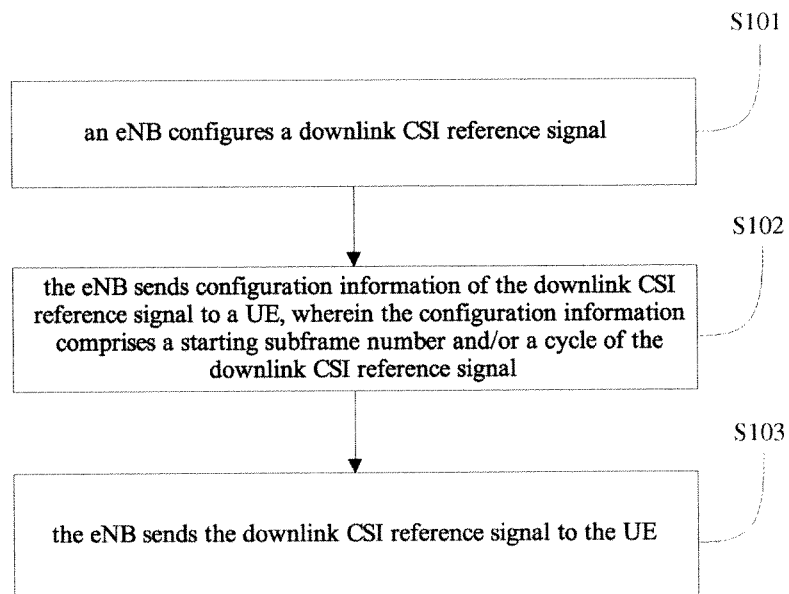 S101
an eNB configures a downlink CSI reference signal
S102
the eNB sends configuration information of the downlink CSI
reference signal to a UE, wherein the configuration information
comprises a starting subframe number and/or a cycle of the
downlink CSI reference signal
S103
the eNB sends the downlink CSI reference signal to the UE